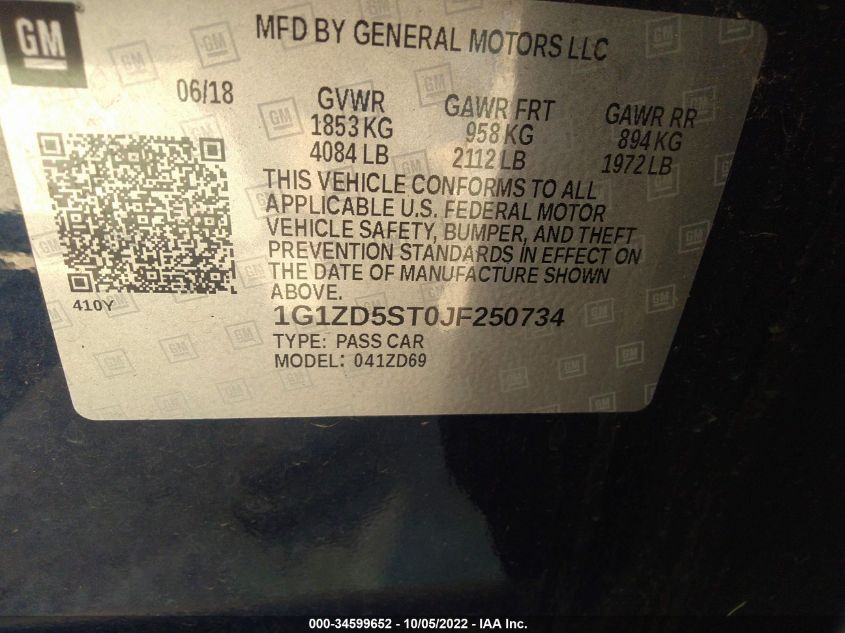 GM
MFD BY GENERAL MOTORS LLC
06/18
GVWR GAWR FRT GAWR RR
1853 KG 958 KG 894 KG
4084 LB 2112 LB 1972 LB
THIS VEHICLE CONFORMS TO ALL
APPLICABLE U.S. FEDERAL MOTOR
VEHICLE SAFETY, BUMPER, AND THEFT
PREVENTION STANDARDS IN EFFECT ON
THE DATE OF MANUFACTURE SHOWN
ABOVE.
410Y
1G1ZD5ST0JF250734
TYPE: PASS CAR
MODEL: 041ZD69
000-34599652 - 10/05/2022 - IAA Inc.